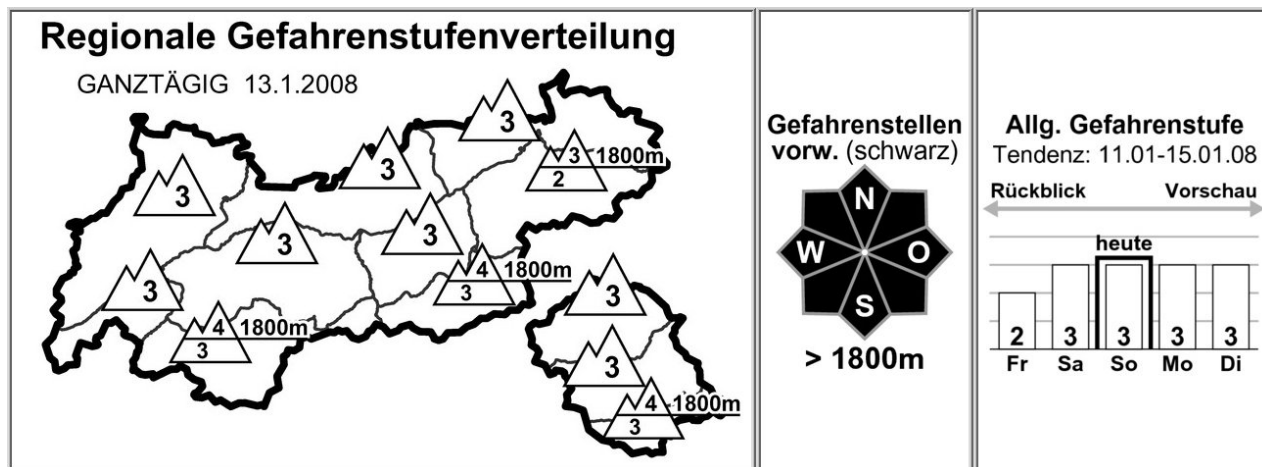 Regionale Gefahrenstufenverteilung
GANZTÄGIG 13.1.2008
3
3
3
1800m
2
3
3
3
3
4
1800m
3
3
3
4
1800m
3
3
4
1800m
3
Gefahrenstellen
vorw. (schwarz)
N
W
O
S
> 1800m
Allg. Gefahrenstufe
Tendenz: 11.01-15.01.08
Rückblick Vorschau
heute
2 3 3 3 3
Fr Sa So Mo Di